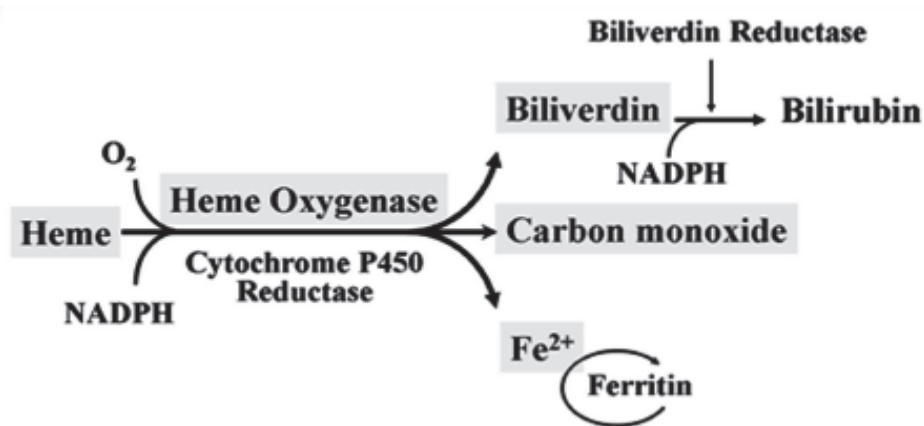 Biliverdin Reductase
Biliverdin
Bilirubin
NADPH
O₂
Heme Oxygenase
Heme
Carbon monoxide
Cytochrome P450
Reductase
NADPH
Fe²⁺
Ferritin